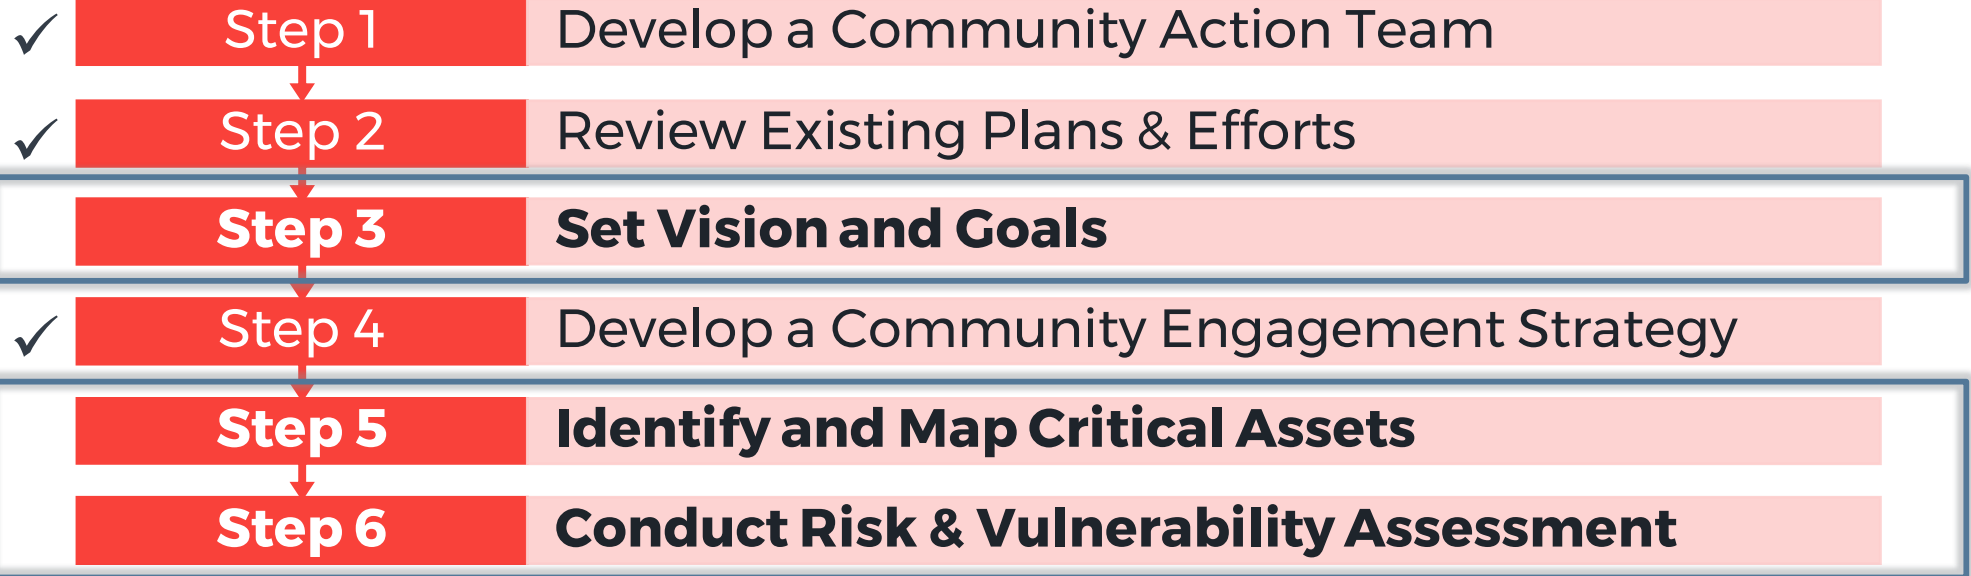 ✓ Step 1 Develop a Community Action Team
✓ Step 2 Review Existing Plans & Efforts
Step 3 Set Vision and Goals
✓ Step 4 Develop a Community Engagement Strategy
Step 5 Identify and Map Critical Assets
Step 6 Conduct Risk & Vulnerability Assessment